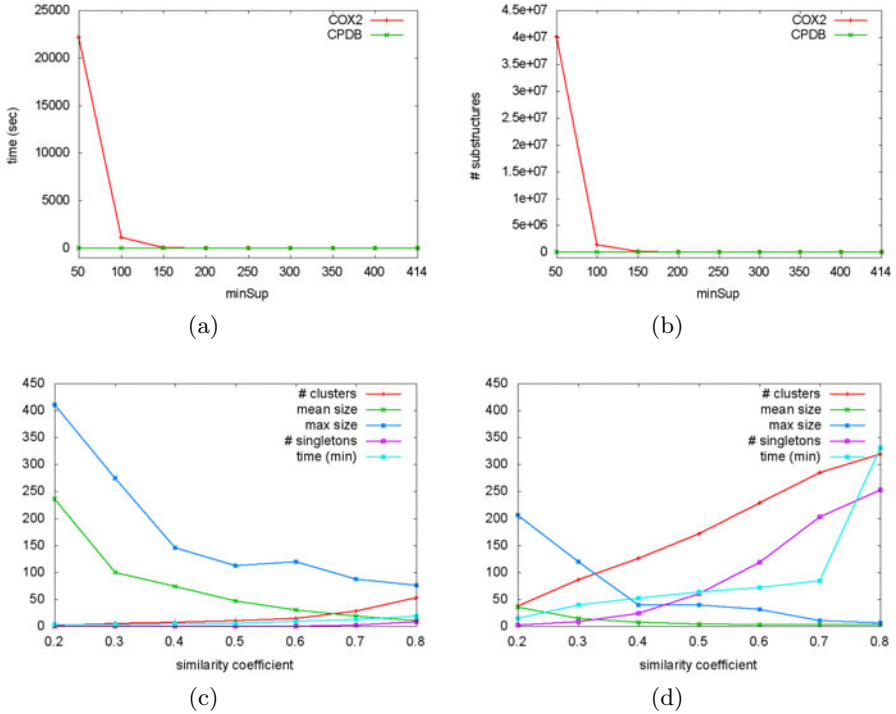 25000
20000
15000
10000
5000
0
time (sec)
COX2
CPDB
50 100 150 200 250 300 350 400 414
minSup
(a)
4.5e+07
4e+07
3.5e+07
3e+07
2.5e+07
2e+07
1.5e+07
1e+07
5e+06
0
# substructures
COX2
CPDB
50 100 150 200 250 300 350 400 414
minSup
(b)
450
400
350
300
250
200
150
100
50
0
# clusters
mean size
max size
# singletons
time (min)
0.2 0.3 0.4 0.5 0.6 0.7 0.8
similarity coefficient
(c)
450
400
350
300
250
200
150
100
50
0
# clusters
mean size
max size
# singletons
time (min)
0.2 0.3 0.4 0.5 0.6 0.7 0.8
similarity coefficient
(d)